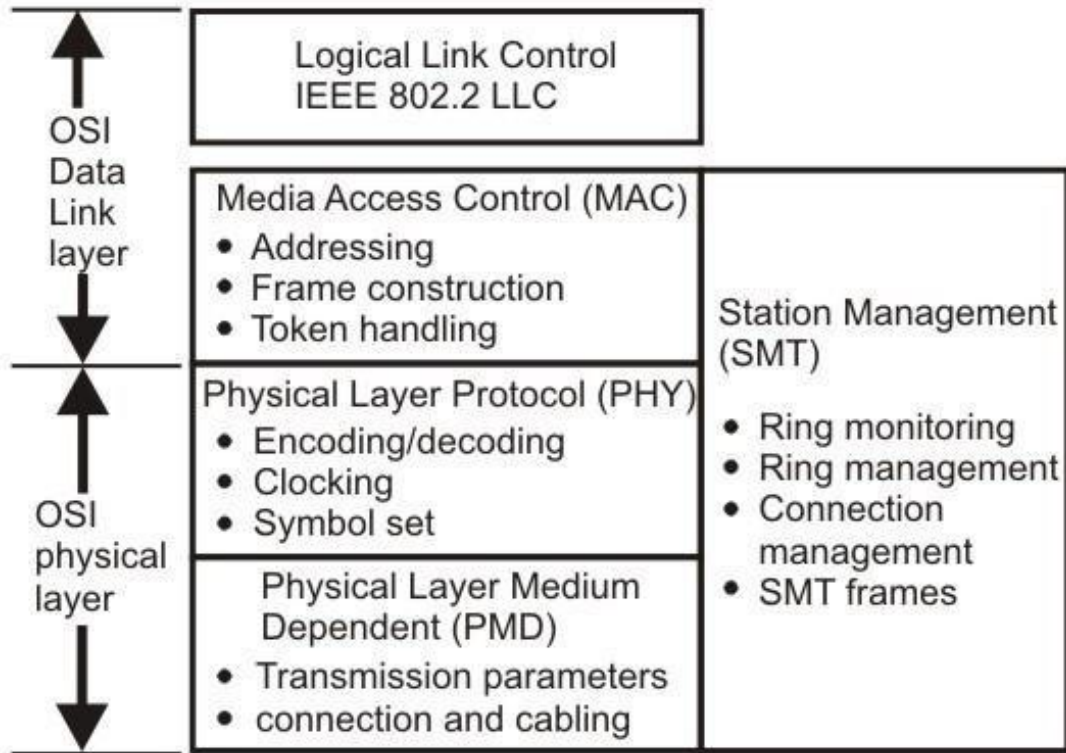 OSI
Data
Link
layer
Logical Link Control
IEEE 802.2 LLC
Media Access Control (MAC)
• Addressing
• Frame construction
• Token handling
OSI
physical
layer
Physical Layer Protocol (PHY)
• Encoding/decoding
• Clocking
• Symbol set
Physical Layer Medium
Dependent (PMD)
• Transmission parameters
• connection and cabling
Station Management
(SMT)
• Ring monitoring
• Ring management
• Connection
management
• SMT frames